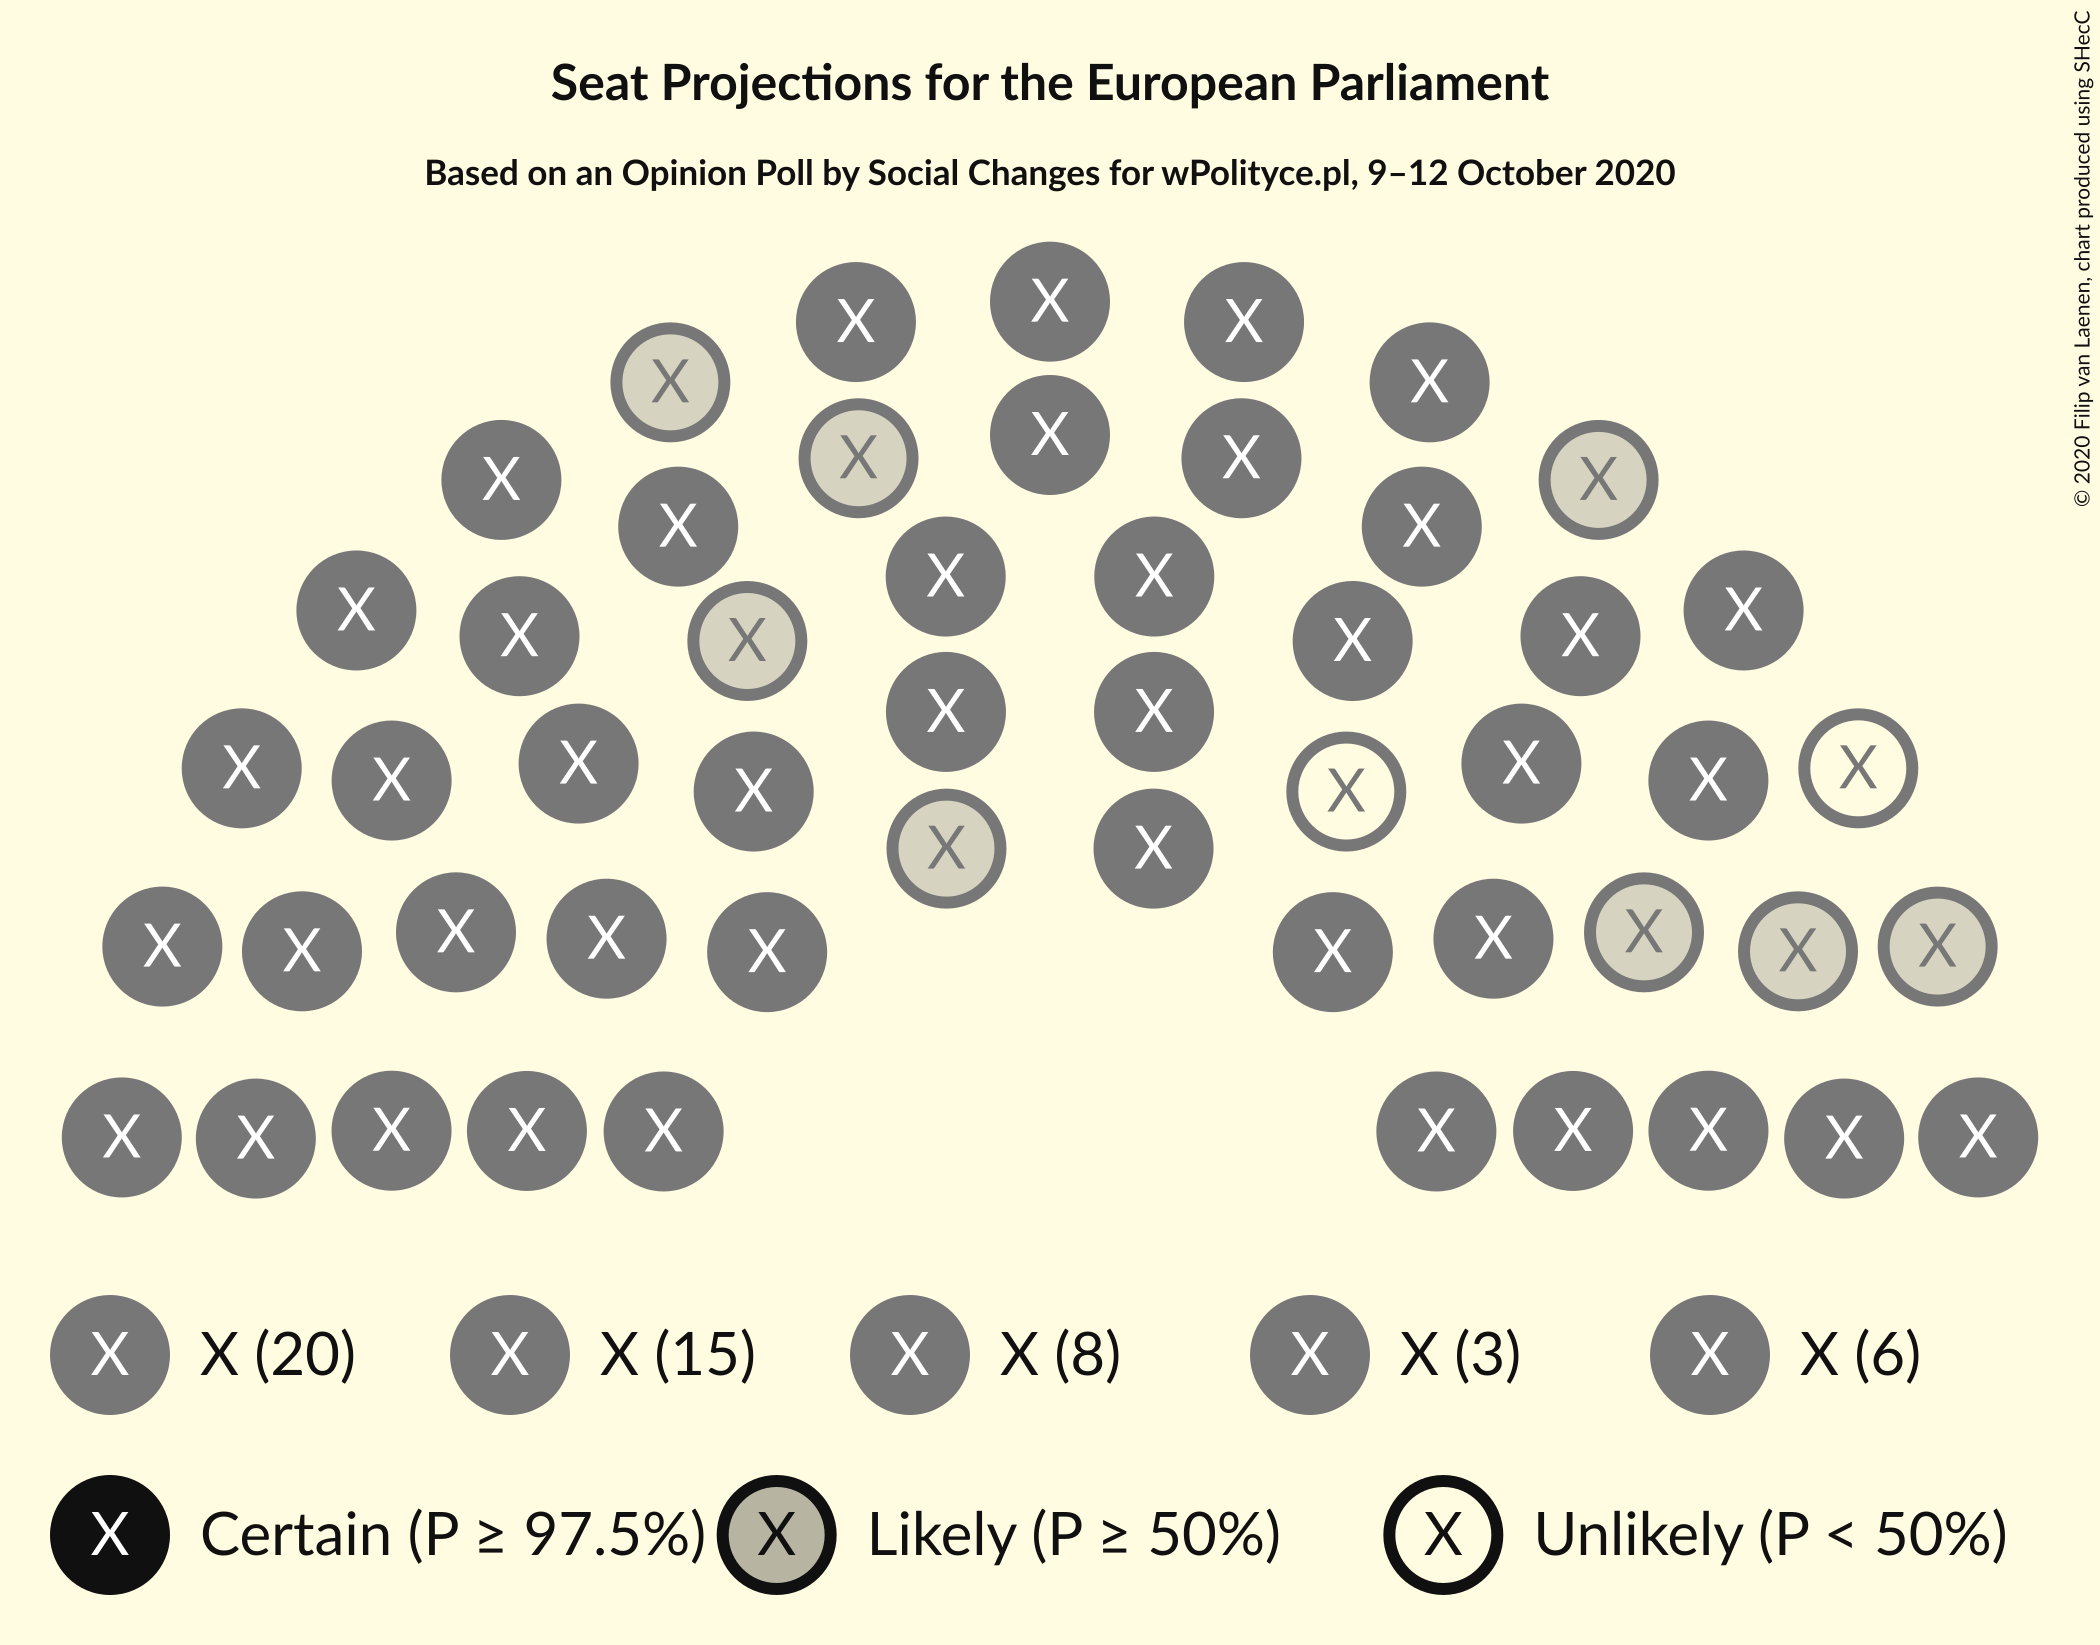 © 2020 Filip van Laenen, chart produced using SHecC
Seat Projections for the European Parliament
Based on an Opinion Poll by Social Changes for wPolityce.pl, 9–12 October 2020
X X X
X X
X X X
X X
X X
X X
X X X X X X
X X
X X X X X X X X
X X
X X X X X X X X X X
X X X X X X X X X X
X X (20) X X (15) X X (8) X X (3) X X (6)
X Certain (P ≥ 97.5%) X Likely (P ≥ 50%) X Unlikely (P < 50%)